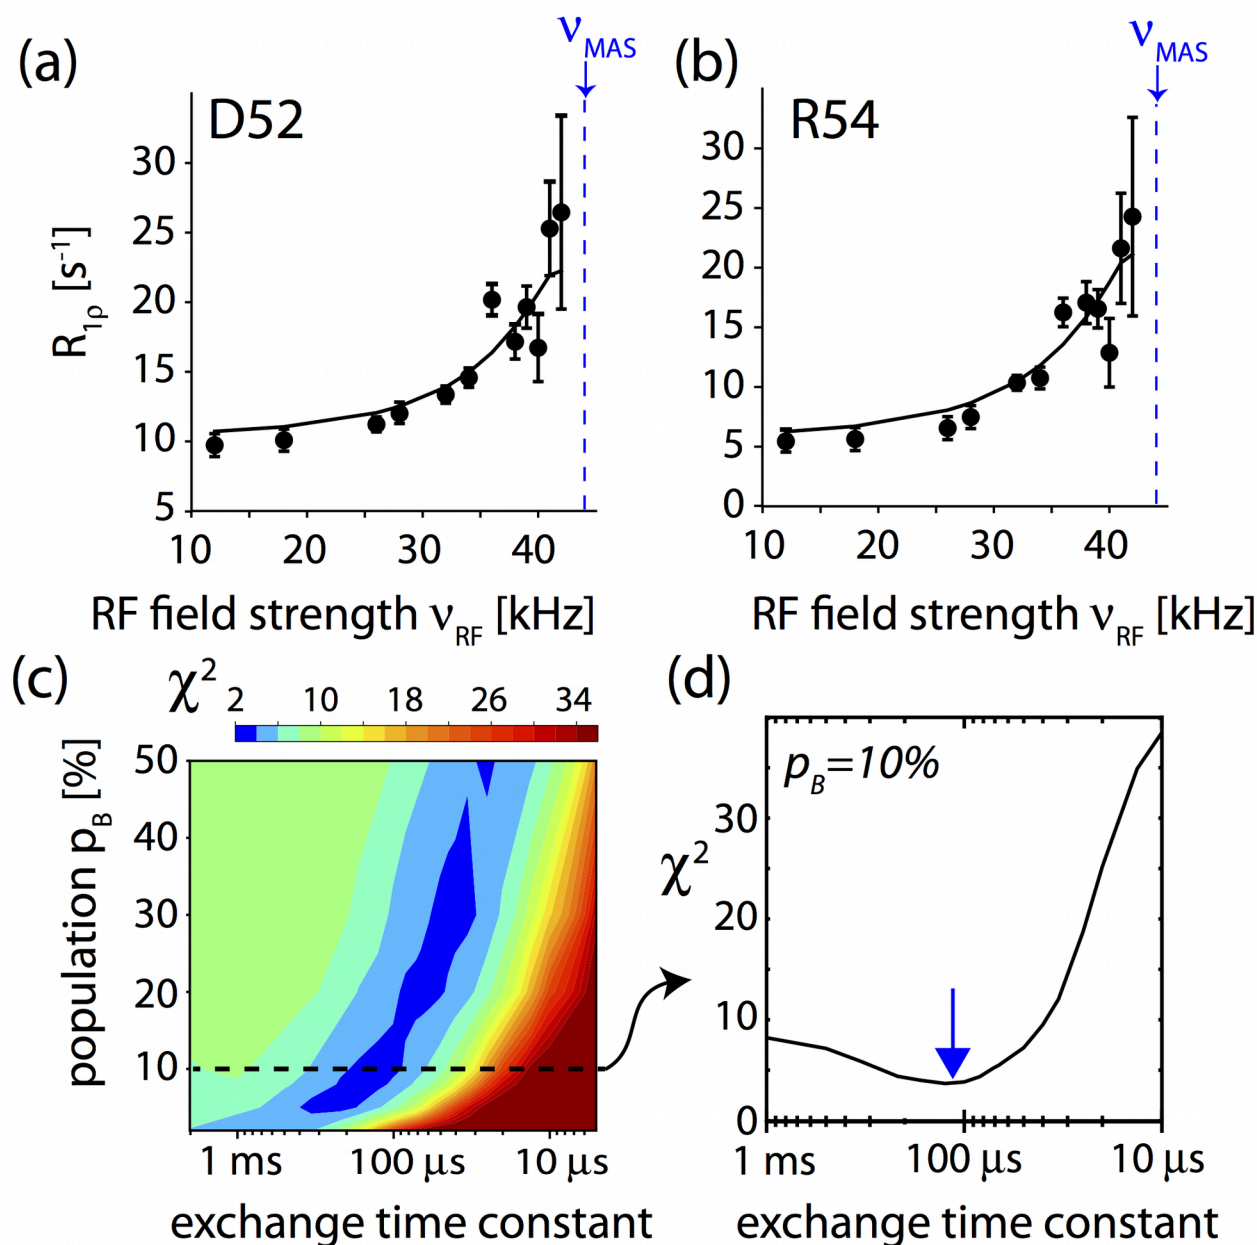 (a)
ν_MAS
D52
30
25
20
15
10
5
R_1ρ [s⁻¹]
10 20 30 40
RF field strength ν_RF [kHz]
(b)
ν_MAS
R54
30
25
20
15
10
5
0
10 20 30 40
RF field strength ν_RF [kHz]
(c)
χ² 2 10 18 26 34
50
40
30
20
10
population p_B [%]
1 ms 100 μs 10 μs
exchange time constant
(d)
p_B=10%
χ²
30
20
10
0
1 ms 100 μs 10 μs
exchange time constant